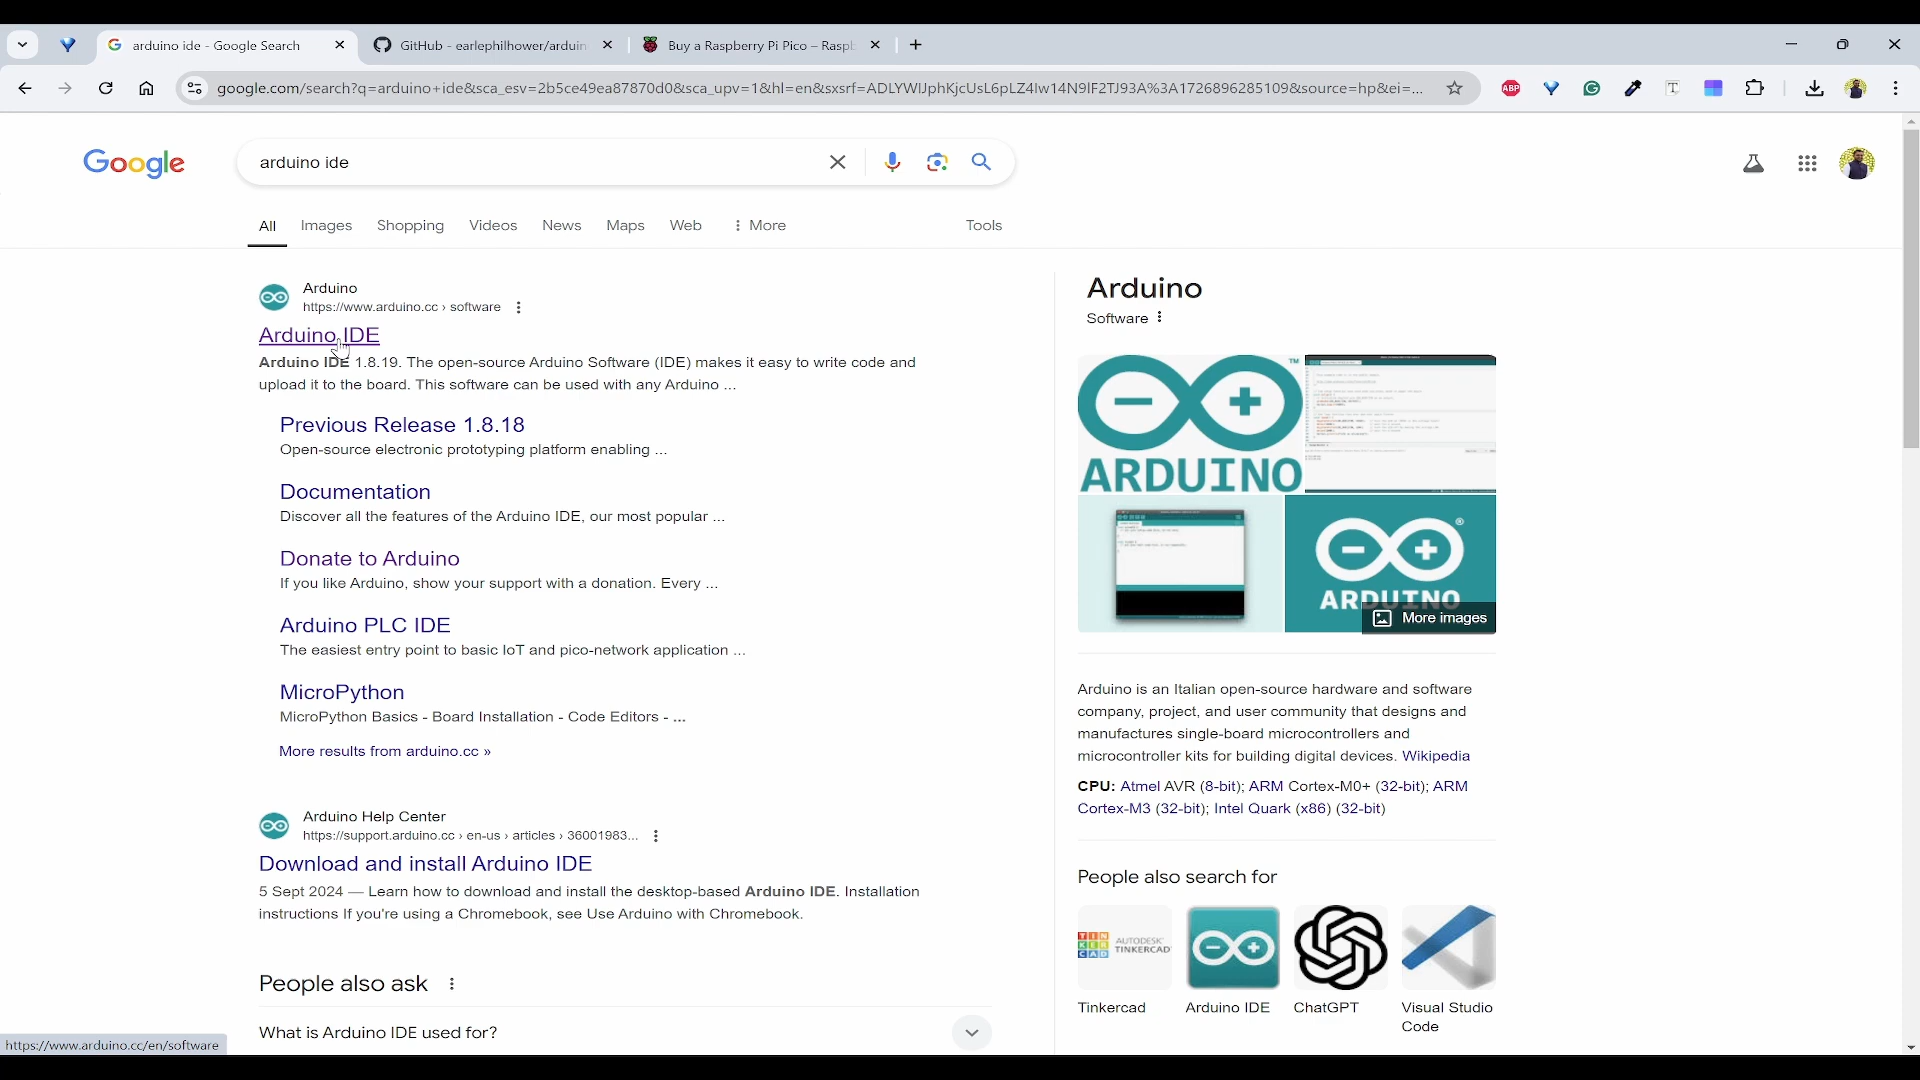 arduino ide - Google Search
GitHub - earlephilhower/arduin
Buy a Raspberry Pi Pico – Raspb
google.com/search?q=arduino+ide&sca_esv=2b5ce49ea87870d0&sca_upv=1&hl=en&sxsrf=ADLYWIJphKjcUsL6pLZ4Iw14N9IF2TJ93A%3A1726896285109&source=hp&ei=...
ABP
Google
arduino ide
All Images Shopping Videos News Maps Web More Tools
Arduino
https://www.arduino.cc › software
Arduino IDE
Arduino IDE 1.8.19. The open-source Arduino Software (IDE) makes it easy to write code and
upload it to the board. This software can be used with any Arduino ...
Previous Release 1.8.18
Open-source electronic prototyping platform enabling ...
Documentation
Discover all the features of the Arduino IDE, our most popular ...
Donate to Arduino
If you like Arduino, show your support with a donation. Every ...
Arduino PLC IDE
The easiest entry point to basic IoT and pico-network application ...
MicroPython
MicroPython Basics - Board Installation - Code Editors - ...
More results from arduino.cc »
Arduino Help Center
https://support.arduino.cc › en-us › articles › 36001983...
Download and install Arduino IDE
5 Sept 2024 — Learn how to download and install the desktop-based Arduino IDE. Installation
instructions If you're using a Chromebook, see Use Arduino with Chromebook.
People also ask
What is Arduino IDE used for?
https://www.arduino.cc/en/software
Arduino
Software
ARDUINO
TM
ARDUINO
More images
Arduino is an Italian open-source hardware and software
company, project, and user community that designs and
manufactures single-board microcontrollers and
microcontroller kits for building digital devices. Wikipedia
CPU: Atmel AVR (8-bit); ARM Cortex-M0+ (32-bit); ARM
Cortex-M3 (32-bit); Intel Quark (x86) (32-bit)
People also search for
TIN
KER
CAD
AUTODESK
TINKERCAD
Tinkercad
Arduino IDE
ChatGPT
Visual Studio
Code